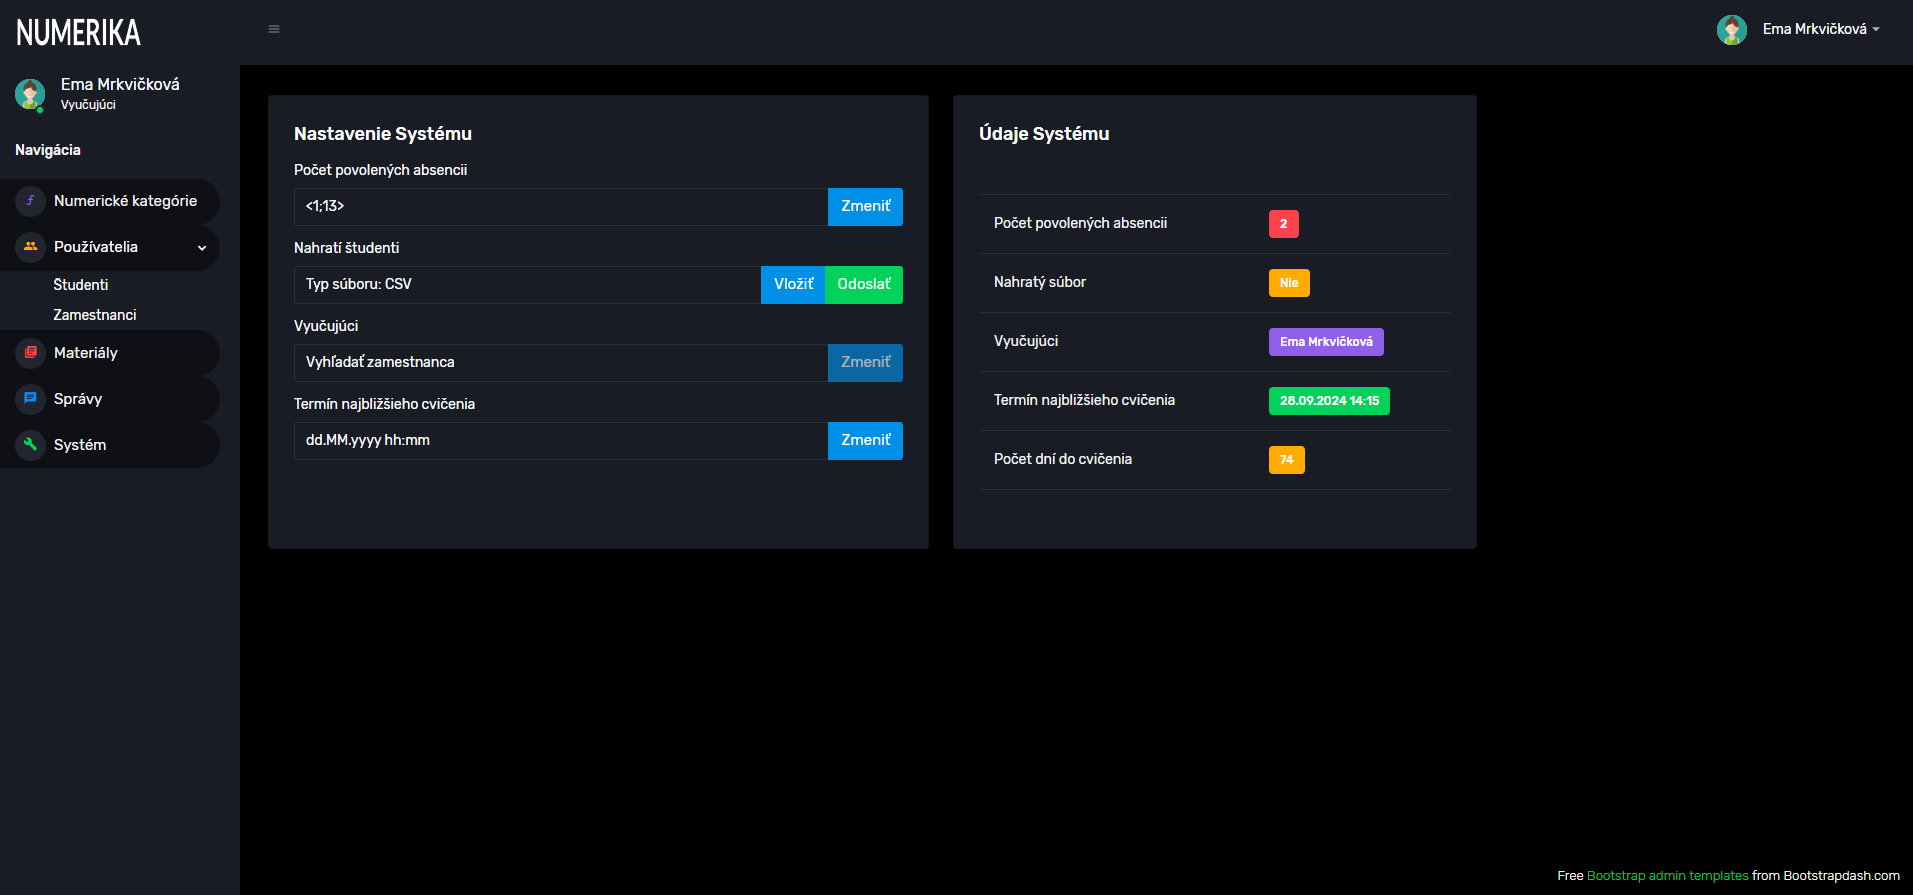 NUMERIKA
Ema Mrkvičková
Ema Mrkvičková
Vyučujúci
Navigácia
Numerické kategórie
Používatelia
Študenti
Zamestnanci
Materiály
Správy
Systém
Nastavenie Systému
Počet povolených absencii
<1;13>
Zmeniť
Nahratí študenti
Typ súboru: CSV
Vložiť
Odoslať
Vyučujúci
Vyhľadať zamestnanca
Zmeniť
Termín najbližšieho cvičenia
dd.MM.yyyy hh:mm
Zmeniť
Údaje Systému
Počet povolených absencii 2
Nahratý súbor Nie
Vyučujúci Ema Mrkvičková
Termín najbližšieho cvičenia 28.09.2024 14:15
Počet dní do cvičenia 74
Free Bootstrap admin templates from Bootstrapdash.com